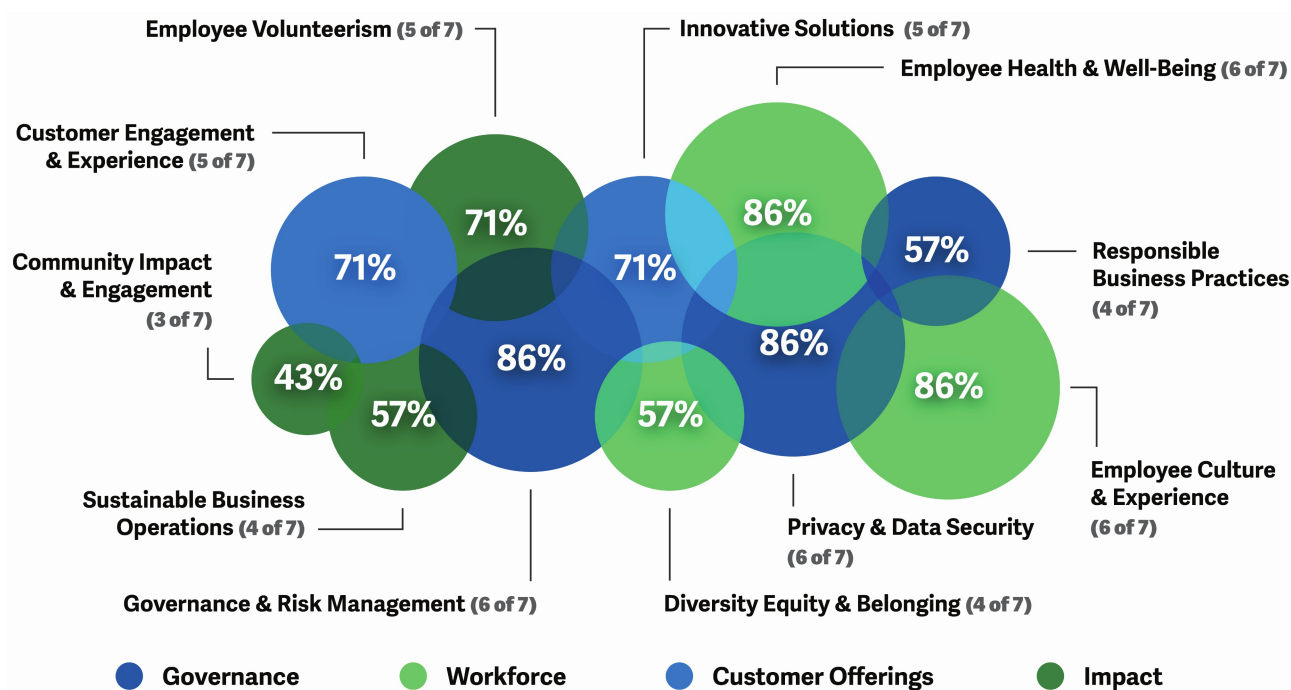 Employee Volunteerism (5 of 7)
Innovative Solutions (5 of 7)
Employee Health & Well-Being (6 of 7)
Customer Engagement
& Experience (5 of 7)
71%
86%
71%
71%
57%
Responsible
Business Practices
(4 of 7)
Community Impact
& Engagement
(3 of 7)
43%
57%
86%
57%
86%
86%
Employee Culture
& Experience
(6 of 7)
Sustainable Business
Operations (4 of 7)
Privacy & Data Security
(6 of 7)
Governance & Risk Management (6 of 7)
Diversity Equity & Belonging (4 of 7)
Governance
Workforce
Customer Offerings
Impact